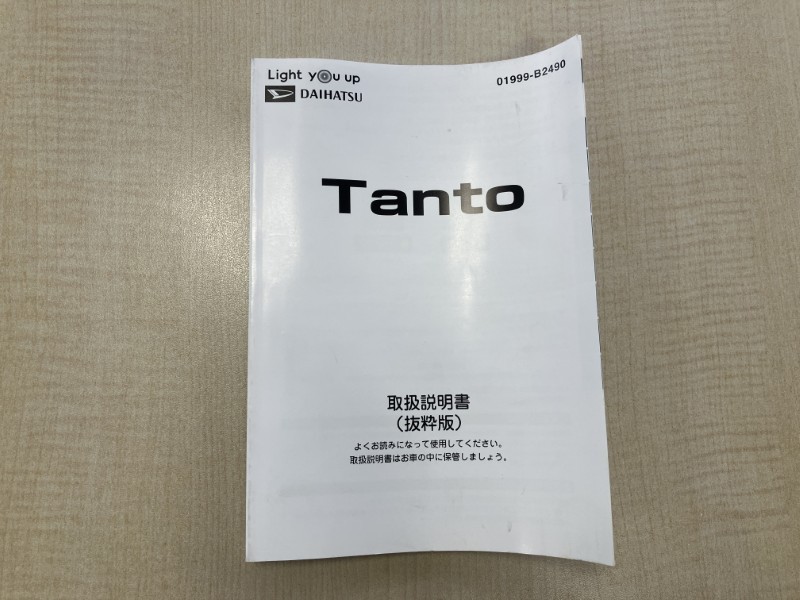 Light you up
DAIHATSU
01999-B2490
Tanto
取扱説明書
（抜粋版）
よくお読みになって使用してください。
取扱説明書はお車の中に保管しましょう。